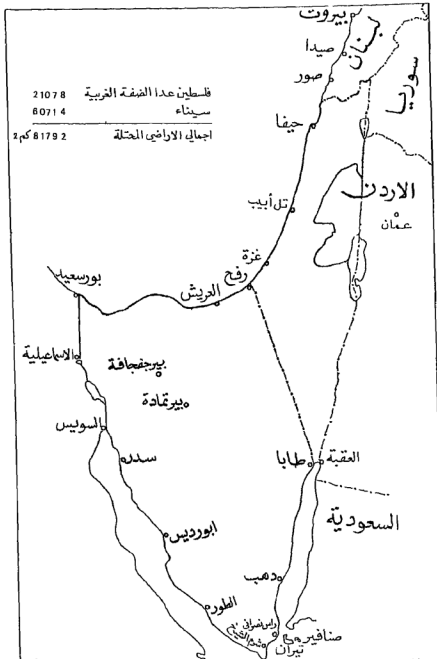 بيروت
لبنان
صيدا
سوريا
صور
فلسطين عدا الضفة الغربية 21078
سيناء 60714
اجمالي الاراضي المحتلة 81792 كم2
حيفا
الاردن
تل أبيب
عمان
غزة
رفح
بورسعيد
العريش
الاسماعيلية
بيرجفجافة
بيرتمادة
السويس
سدر
طابا
العقبة
السعودية
ابورديس
دهب
الطور
راس نصراني
صنافير
شرم الشيخ
تيران